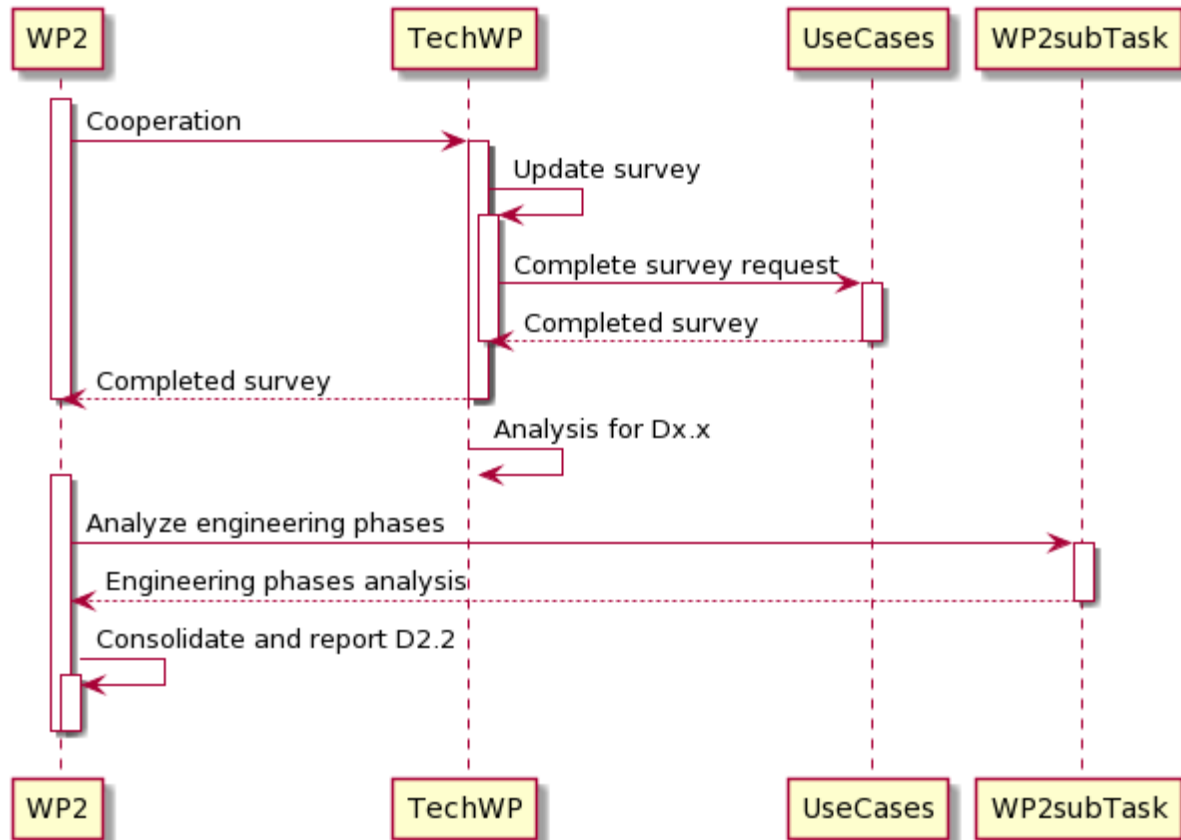 WP2 TechWP UseCases WP2subTask
Cooperation
Update survey
Complete survey request
Completed survey
Completed survey
Analysis for Dx.x
Analyze engineering phases
Engineering phases analysis
Consolidate and report D2.2
WP2 TechWP UseCases WP2subTask